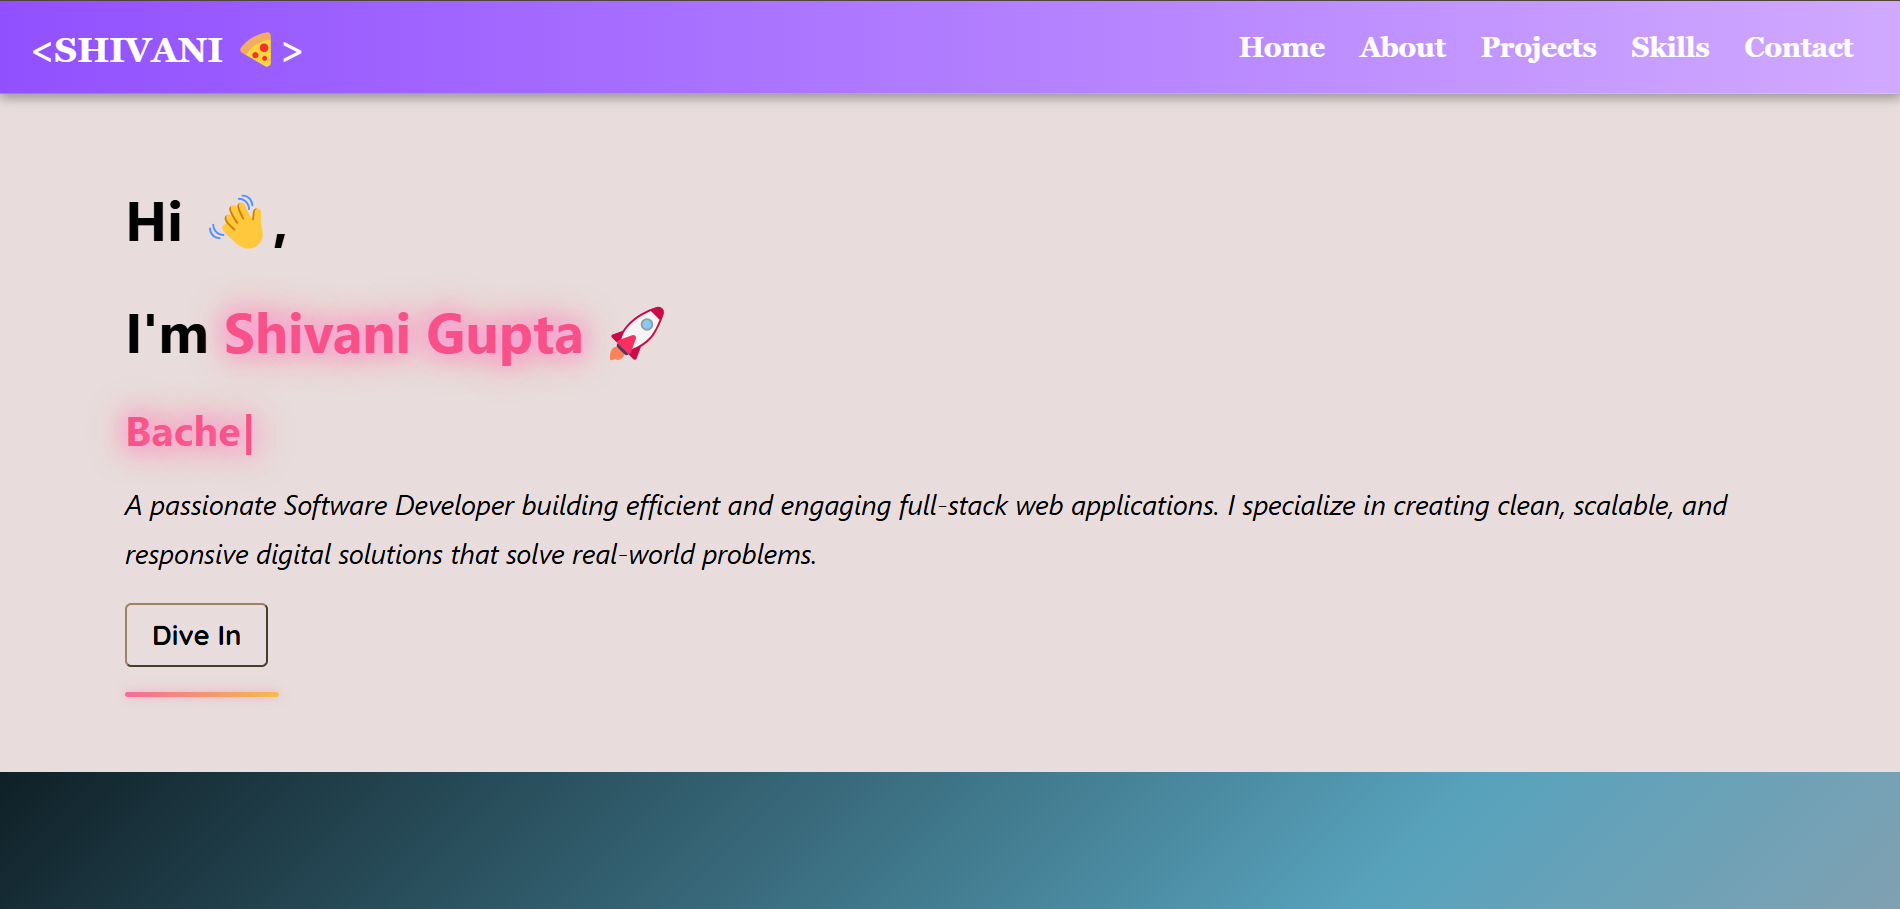 <SHIVANI 🍕>
Home About Projects Skills Contact
Hi 👋,
I'm Shivani Gupta 🚀
Bache|
A passionate Software Developer building efficient and engaging full-stack web applications. I specialize in creating clean, scalable, and
responsive digital solutions that solve real-world problems.
Dive In